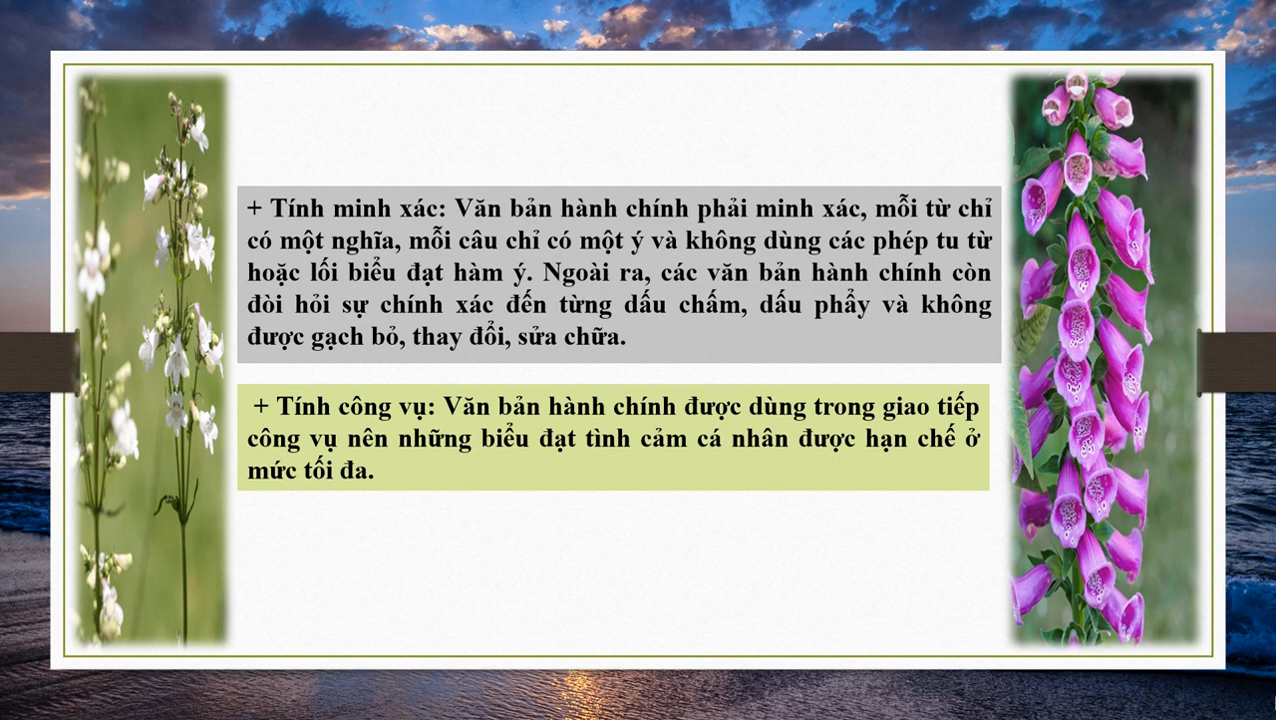 + Tính minh xác: Văn bản hành chính phải minh xác, mỗi từ chỉ
có một nghĩa, mỗi câu chỉ có một ý và không dùng các phép tu từ
hoặc lối biểu đạt hàm ý. Ngoài ra, các văn bản hành chính còn
đòi hỏi sự chính xác đến từng dấu chấm, dấu phẩy và không
được gạch bỏ, thay đổi, sửa chữa.
+ Tính công vụ: Văn bản hành chính được dùng trong giao tiếp
công vụ nên những biểu đạt tình cảm cá nhân được hạn chế ở
mức tối đa.